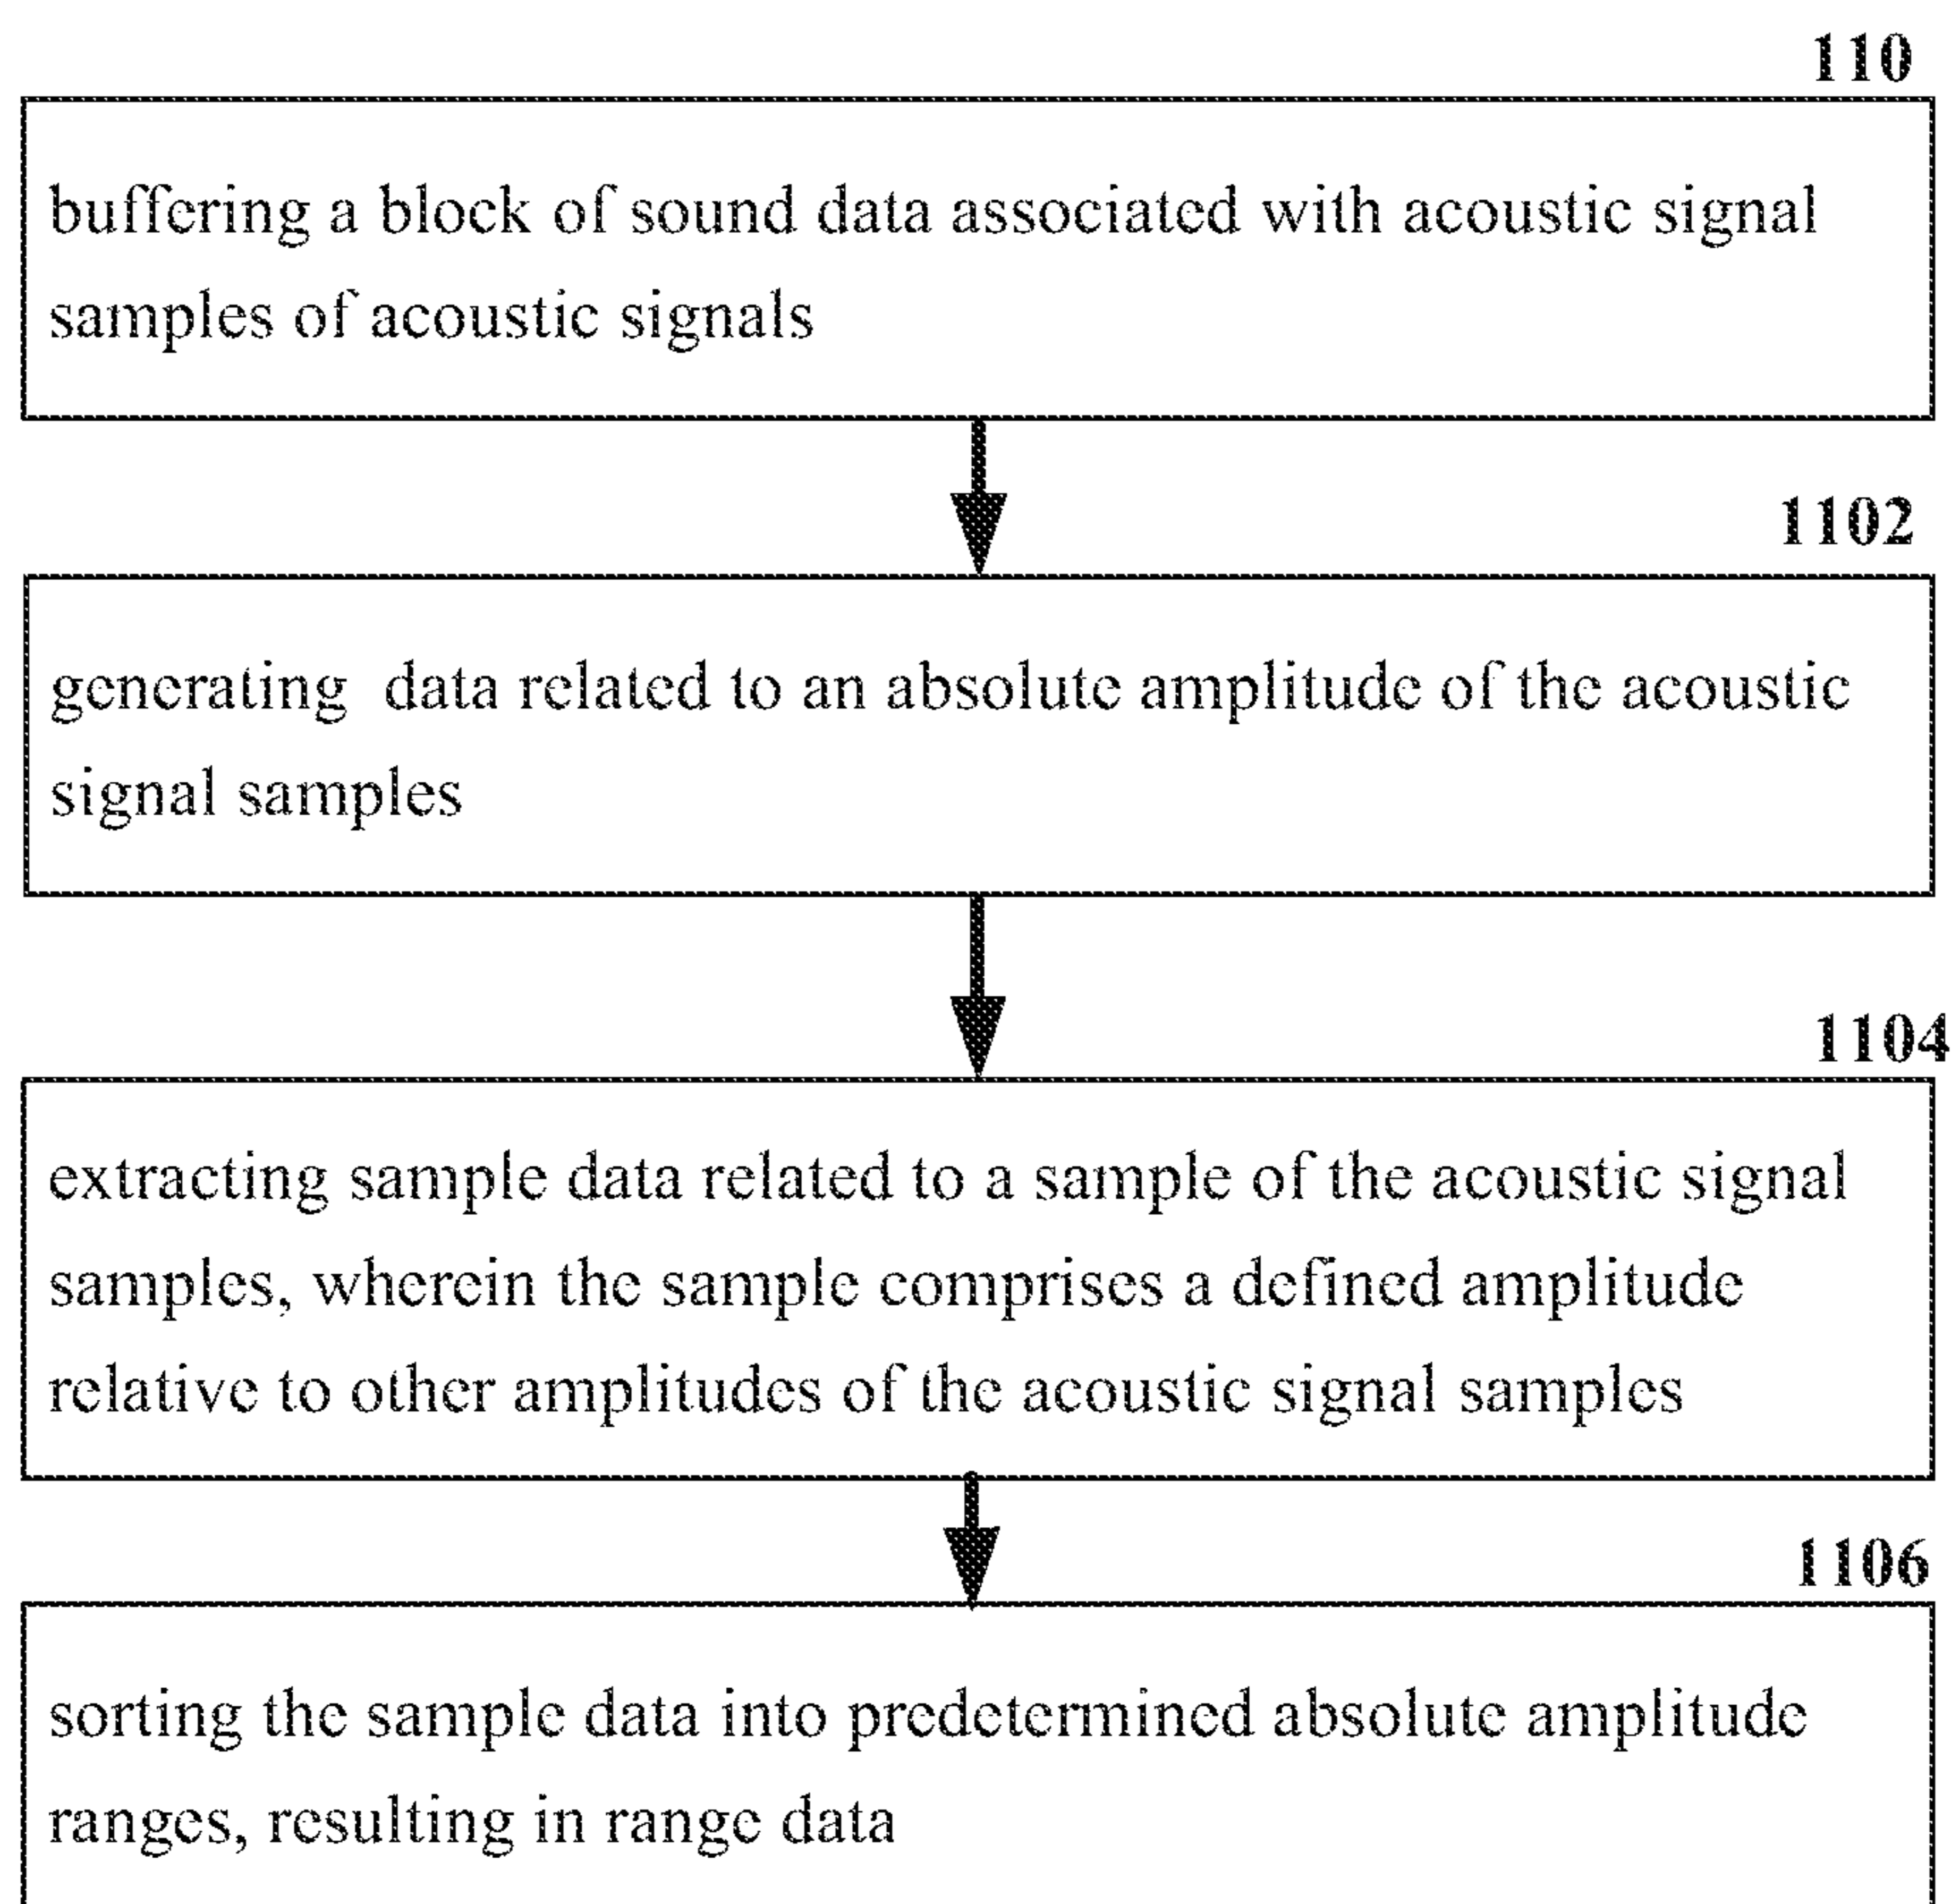 110
buffering a block of sound data associated with acoustic signal
samples of acoustic signals
1102
generating data related to an absolute amplitude of the acoustic
signal samples
1104
extracting sample data related to a sample of the acoustic signal
samples, wherein the sample comprises a defined amplitude
relative to other amplitudes of the acoustic signal samples
1106
sorting the sample data into predetermined absolute amplitude
ranges, resulting in range data